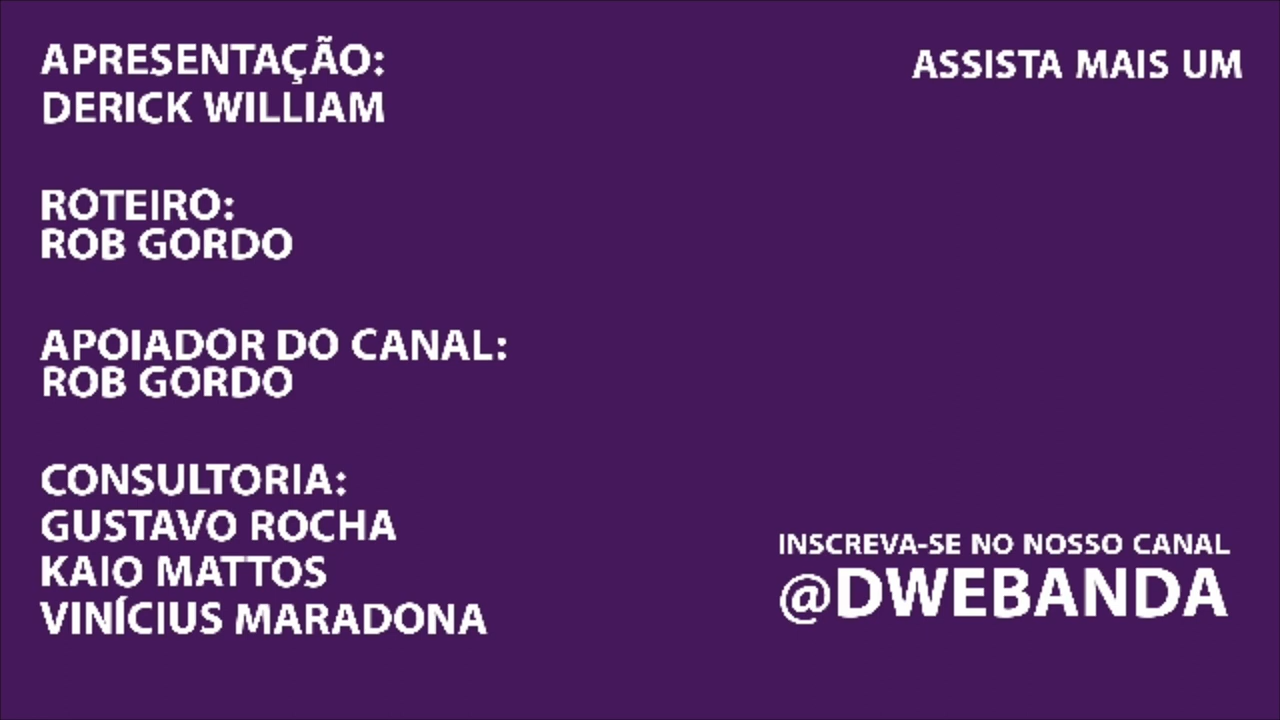 APRESENTAÇÃO:
DERICK WILLIAM
ROTEIRO:
ROB GORDO
APOIADOR DO CANAL:
ROB GORDO
CONSULTORIA:
GUSTAVO ROCHA
KAIO MATTOS
VINÍCIUS MARADONA
ASSISTA MAIS UM
INSCREVA-SE NO NOSSO CANAL
@DWEBANDA